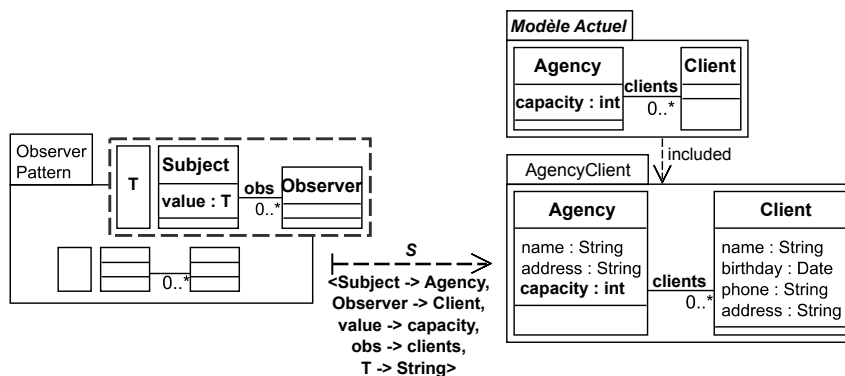 Modèle Actuel
Agency
Client
clients
capacity : int
0..*
included
Observer
Pattern
T
Subject
value : T
obs
0..*
Observer
0..*
S
<Subject -> Agency,
Observer -> Client,
value -> capacity,
obs -> clients,
T -> String>
AgencyClient
Agency
name : String
address : String
capacity : int
clients
0..*
Client
name : String
birthday : Date
phone : String
address : String